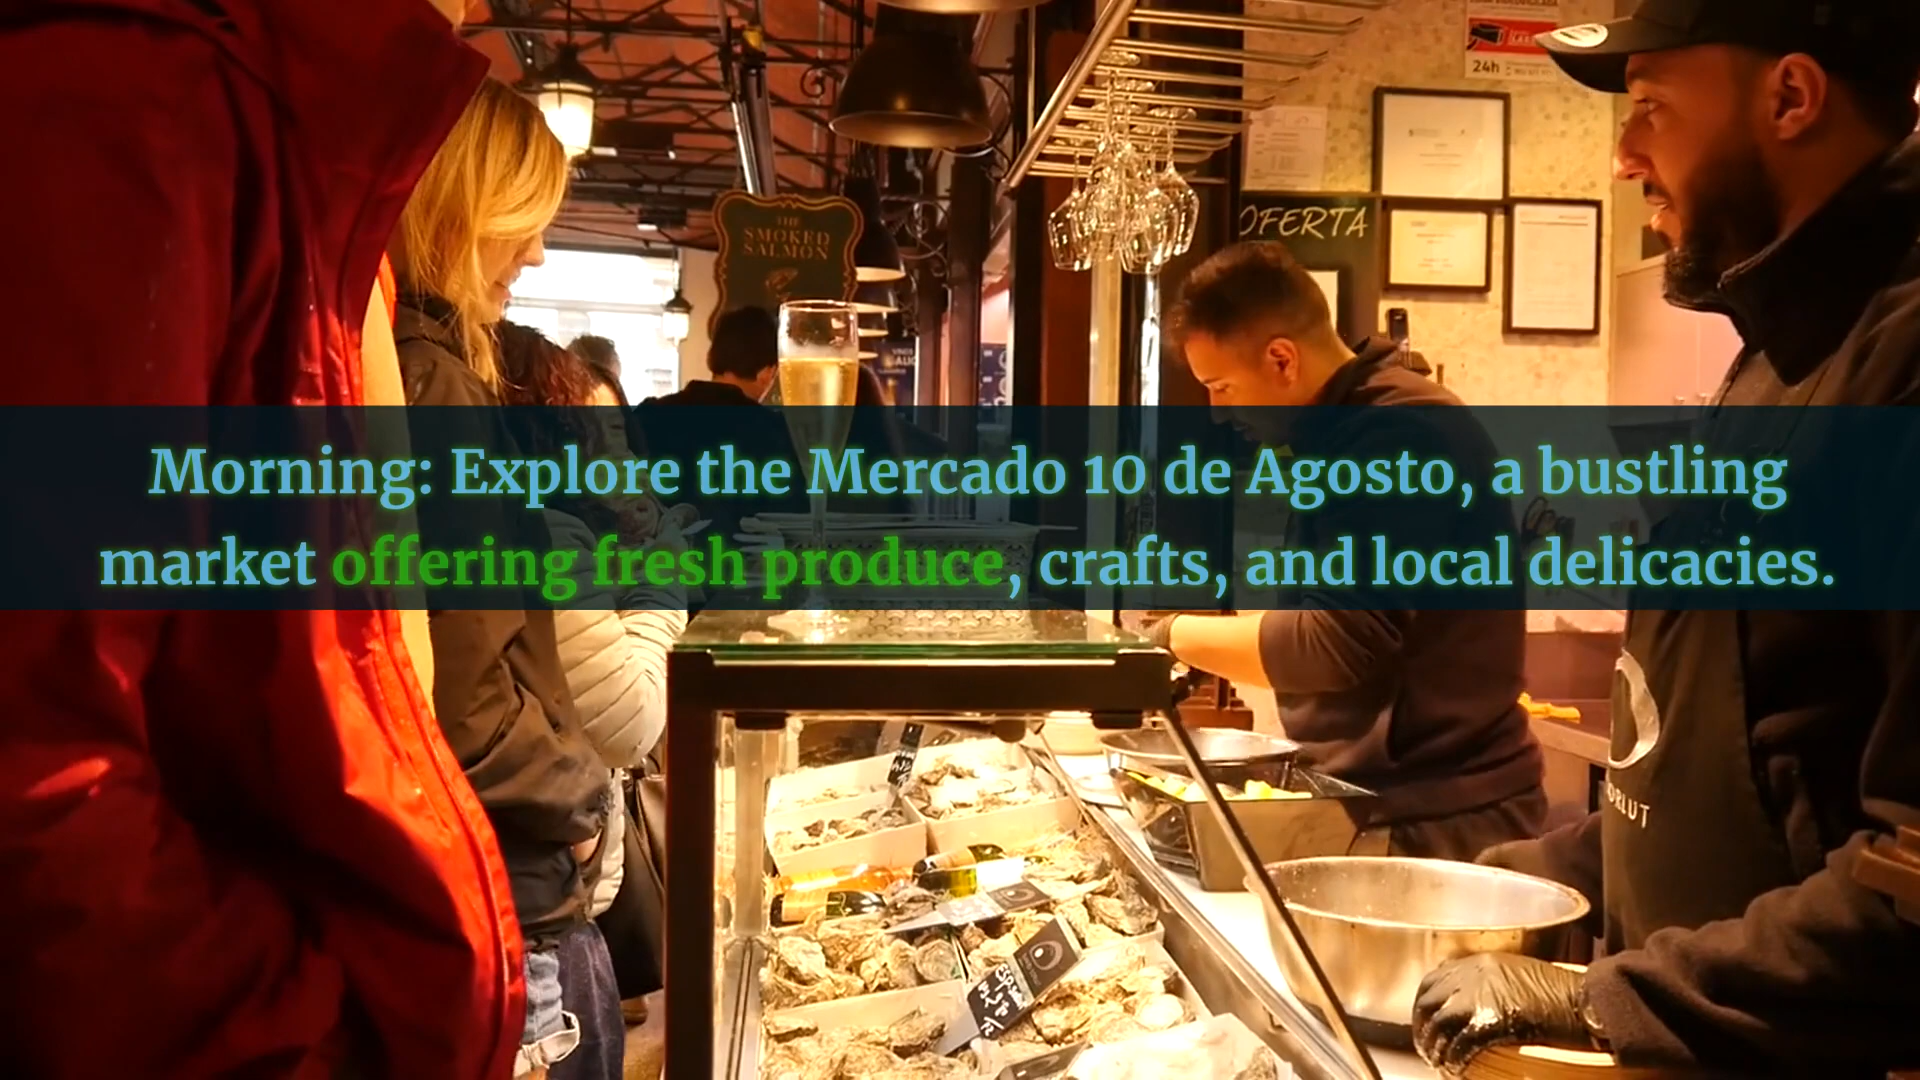 24h
OFERTA
THE
SMOKED
SALMON
Morning: Explore the Mercado 10 de Agosto, a bustling
market offering fresh produce, crafts, and local delicacies.